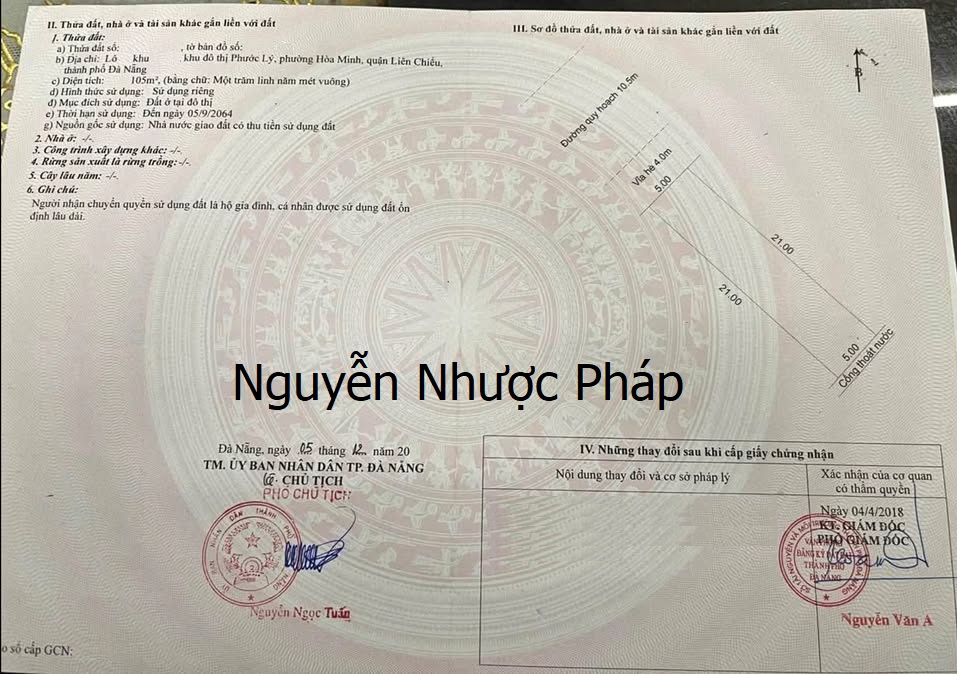 II. Thửa đất, nhà ở và tài sản khác gắn liền với đất
1. Thửa đất:
a) Thửa đất số: , tờ bản đồ số:
b) Địa chỉ: Lô khu , khu đô thị Phước Lý, phường Hòa Minh, quận Liên Chiểu,
thành phố Đà Nẵng
c) Diện tích: 105m², (bằng chữ: Một trăm linh năm mét vuông)
d) Hình thức sử dụng: Sử dụng riêng
đ) Mục đích sử dụng: Đất ở tại đô thị
e) Thời hạn sử dụng: Đến ngày 05/9/2064
g) Nguồn gốc sử dụng: Nhà nước giao đất có thu tiền sử dụng đất
2. Nhà ở: -/-
3. Công trình xây dựng khác: -/-
4. Rừng sản xuất là rừng trồng: -/-
5. Cây lâu năm: -/-
6. Ghi chú:
Người nhận chuyển quyền sử dụng đất là hộ gia đình, cá nhân được sử dụng đất ổn
định lâu dài.
III. Sơ đồ thửa đất, nhà ở và tài sản khác gắn liền với đất
B
Đường quy hoạch 10.5m
Vỉa hè 4.0m
5.00
21.00
21.00
5.00
Cống thoát nước
Nguyễn Nhược Pháp
Đà Nẵng, ngày 05 tháng 12 năm 20
TM. ỦY BAN NHÂN DÂN TP. ĐÀ NẴNG
CHỦ TỊCH
PHÓ CHỦ TỊCH
Nguyễn Ngọc Tuấn
IV. Những thay đổi sau khi cấp giấy chứng nhận
Nội dung thay đổi và cơ sở pháp lý
Xác nhận của cơ quan
có thẩm quyền
Ngày 04/4/2018
KT. GIÁM ĐỐC
PHÓ GIÁM ĐỐC
Nguyễn Văn A
o sổ cấp GCN: